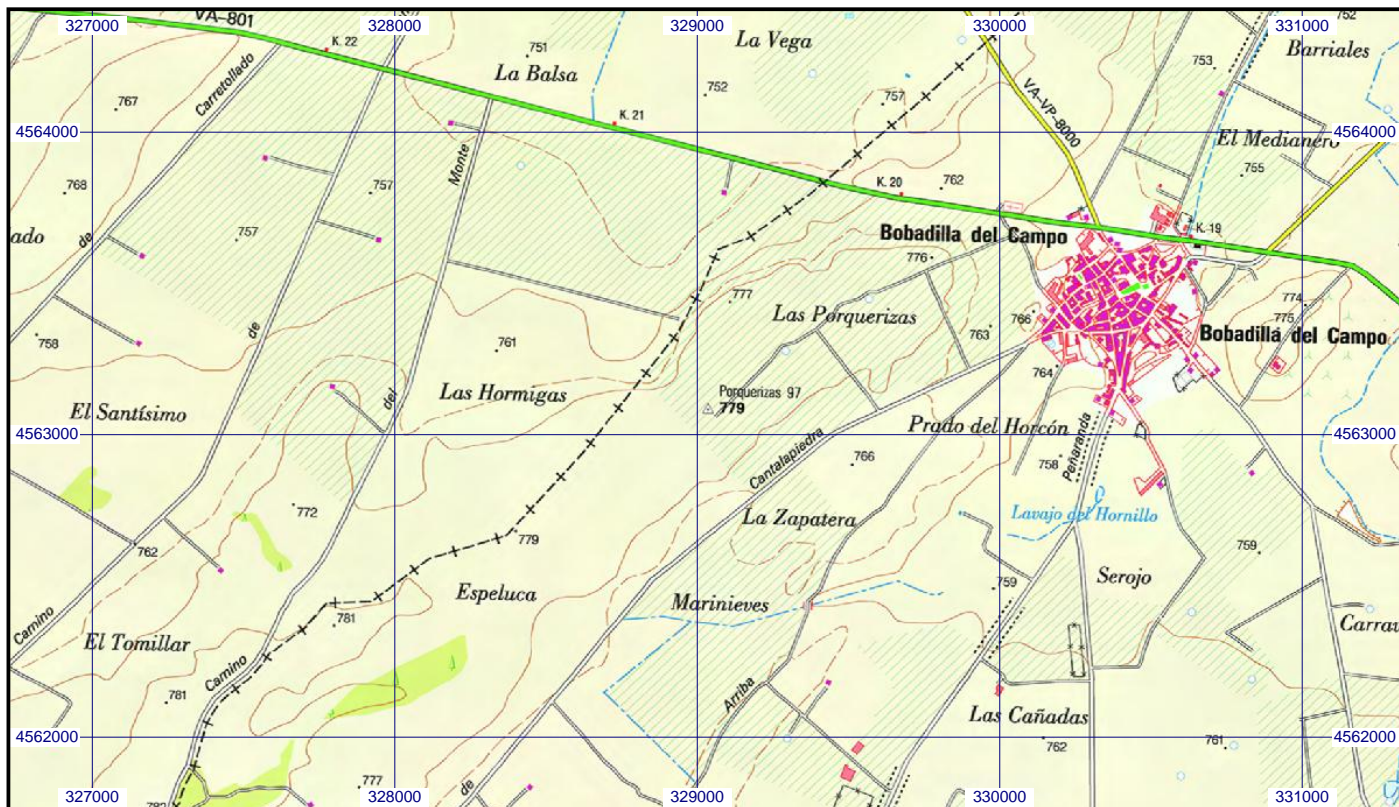 327000 328000 329000 330000 331000
VA-801
K. 22
751
La Vega
752
Barriales
Carretollado
La Balsa
753
767
752
757
VA-VP-8000
K. 21
4564000 4564000
El Medianero
Monte
755
768
757
K. 20
762
ado
de
757
Bobadilla del Campo
K-19
776
777
774
Las Porquerizas
766
775
758
de
763
Bobadilla del Campo
761
764
El Santísimo
del
Las Hormigas
Porquerizas 97
779
4563000 4563000
Prado del Horcón
Cantalapiedra
766
758
Peñaranda
772
La Zapatera
Lavajo del Hornillo
762
779
759
759
Serojo
Espeluca
Marinieves
Camino
781
Carrav
El Tomillar
Camino
781
Arriba
Las Cañadas
4562000 4562000
762
761
de
777
782
327000 328000 329000 330000 331000